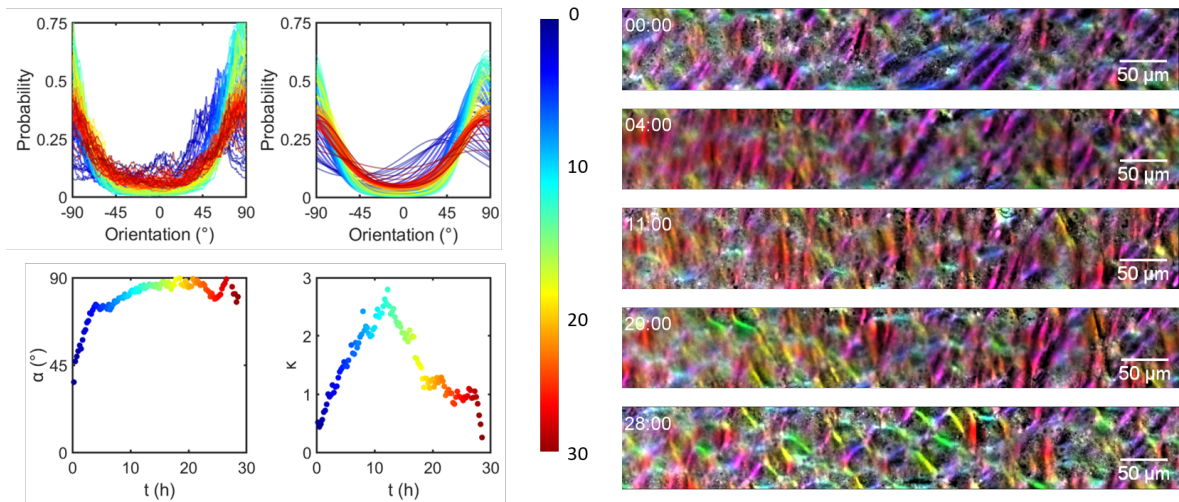 0.75
0.5
0.25
0
Probability
-90 -45 0 45 90
Orientation (°)
0.75
0.5
0.25
0
Probability
-90 -45 0 45 90
Orientation (°)
90
45
0
α (°)
0 10 20 30
t (h)
3
2
1
0
κ
0 10 20 30
t (h)
0
10
20
30
00:00
50 µm
04:00
50 µm
11:00
50 µm
20:00
50 µm
28:00
50 µm